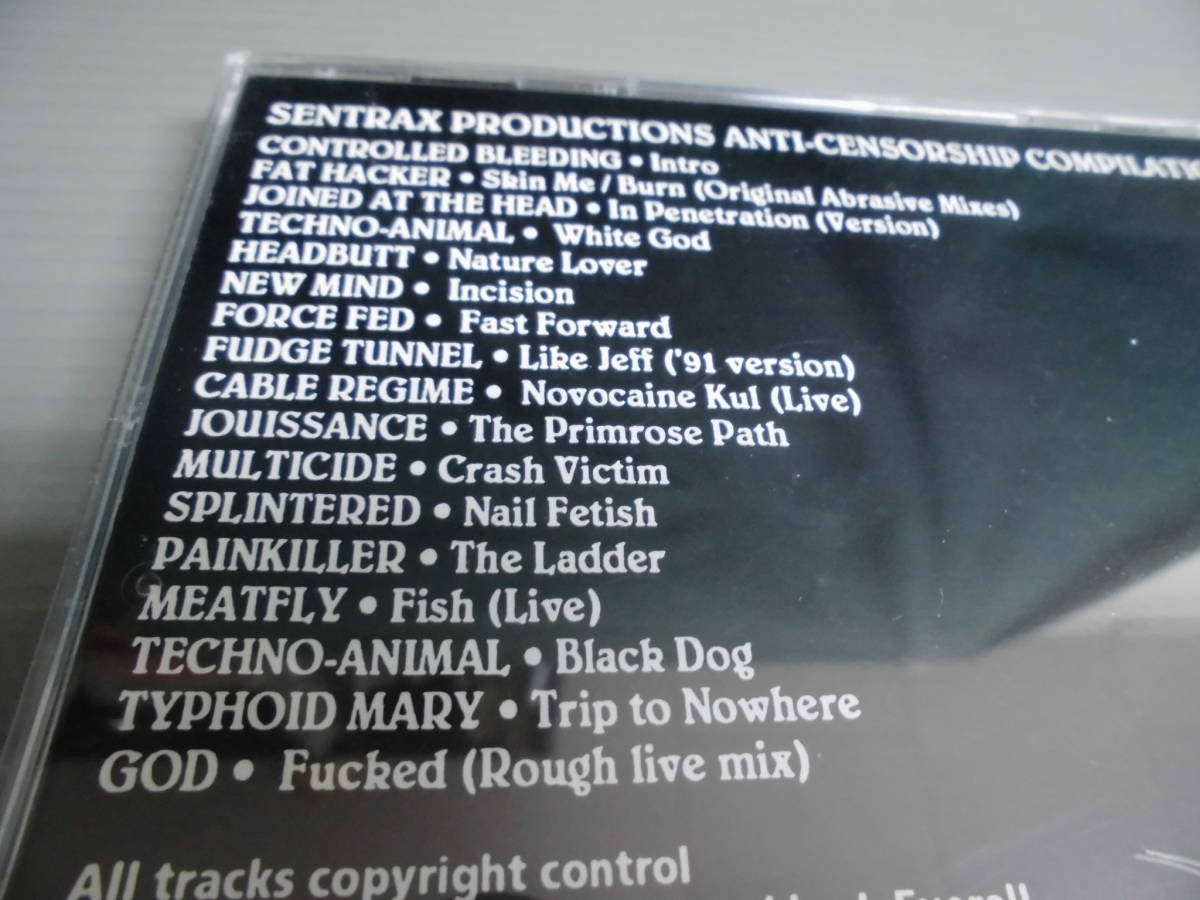 SENTRAX PRODUCTIONS ANTI-CENSORSHIP
CONTROLLED BLEEDING • Intro
FAT HACKER • Skin Me / Burn (Original Abrasive Mixes)
JOINED AT THE HEAD • In Penetration (Version)
TECHNO-ANIMAL • White God
HEADBUTT • Nature Lover
NEW MIND • Incision
FORCE FED • Fast Forward
FUDGE TUNNEL • Like Jeff ('91 version)
CABLE REGIME • Novocaine Kul (Live)
JOUISSANCE • The Primrose Path
MULTICIDE • Crash Victim
SPLINTERED • Nail Fetish
PAINKILLER • The Ladder
MEATFLY • Fish (Live)
TECHNO-ANIMAL • Black Dog
TYPHOID MARY • Trip to Nowhere
GOD • Fucked (Rough live mix)
All tracks copyright control